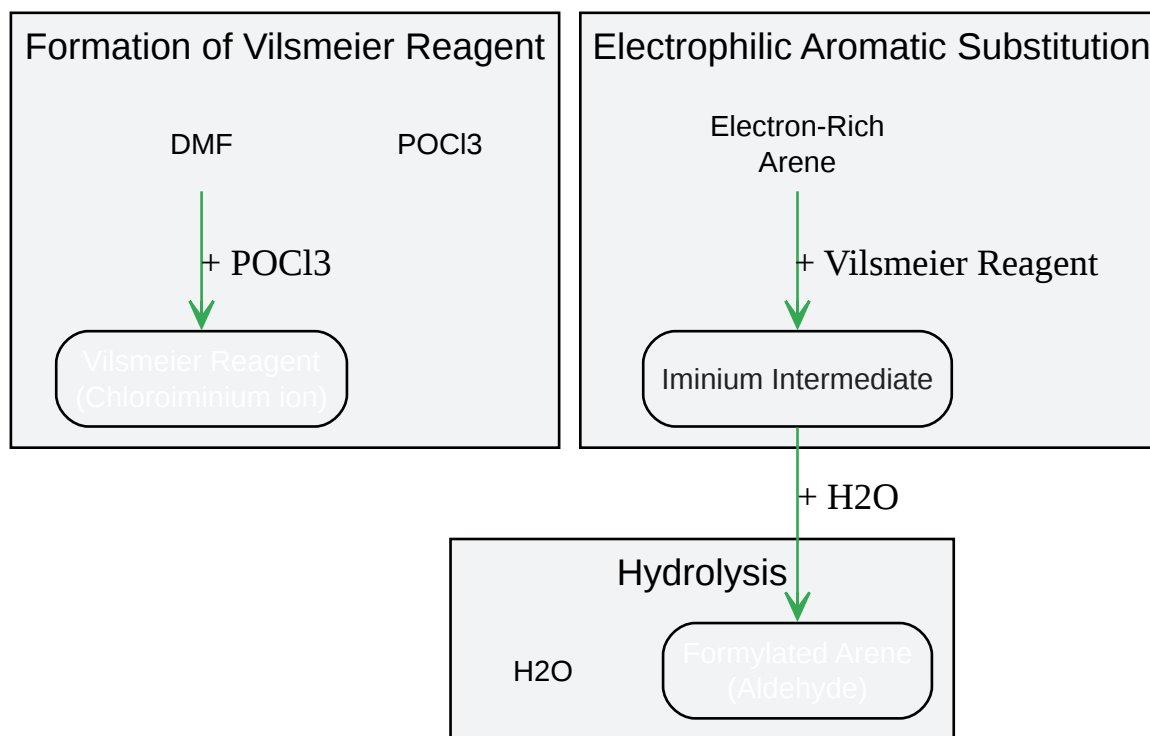 Formation of Vilsmeier Reagent
DMF
POCl3
+ POCl3
Vilsmeier Reagent
(Chloroiminium ion)
Electrophilic Aromatic Substitution
Electron-Rich
Arene
+ Vilsmeier Reagent
Iminium Intermediate
+ H2O
Hydrolysis
H2O
Formylated Arene
(Aldehyde)